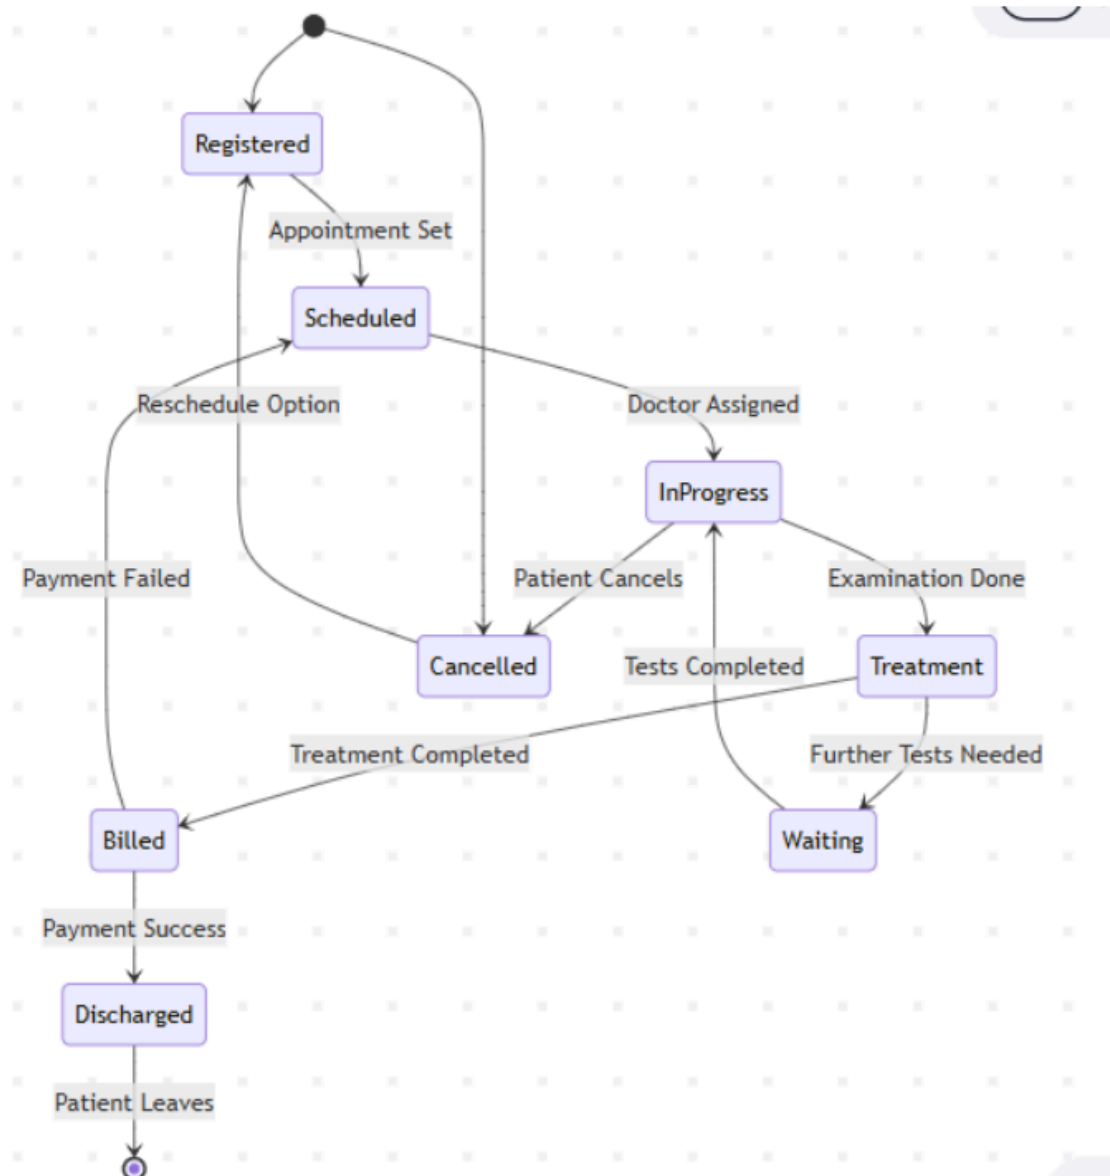 Registered
Appointment Set
Scheduled
Reschedule Option
Doctor Assigned
InProgress
Payment Failed
Patient Cancels
Examination Done
Cancelled
Tests Completed
Treatment
Treatment Completed
Further Tests Needed
Billed
Waiting
Payment Success
Discharged
Patient Leaves